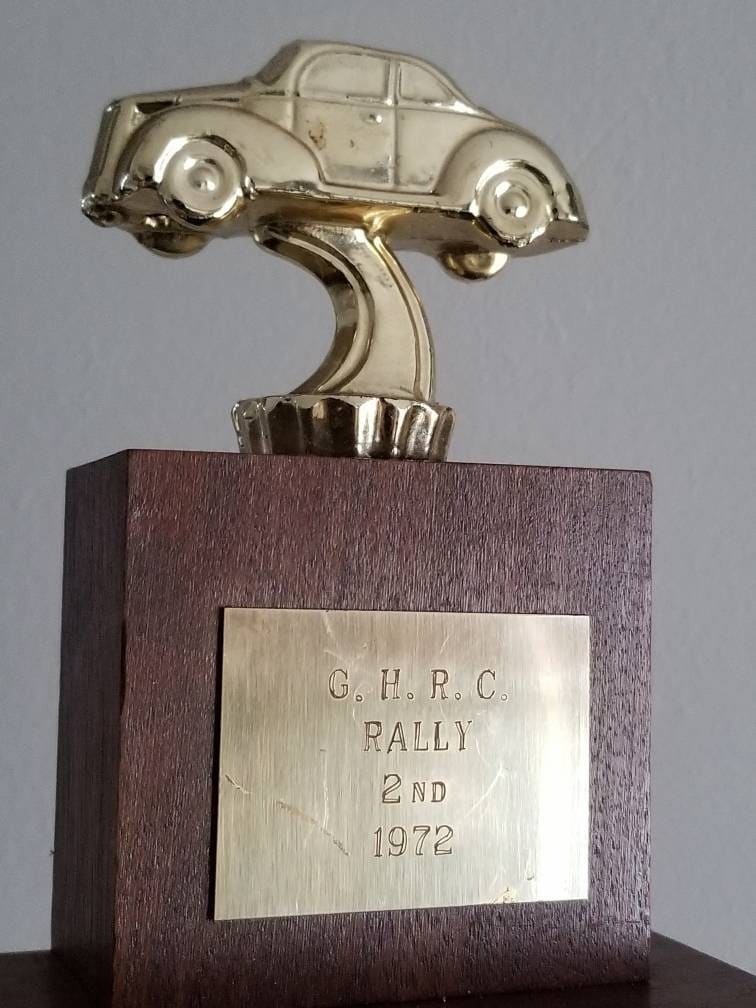 G. H. R. C.
RALLY
2ND
1972